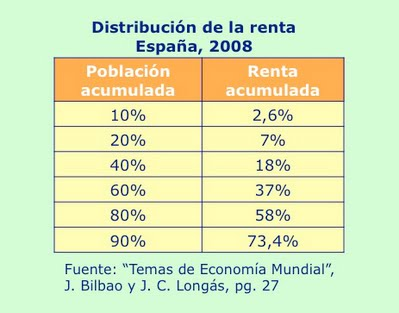 Distribución de la renta
España, 2008
Población acumulada
Renta acumulada
10% 2,6%
20% 7%
40% 18%
60% 37%
80% 58%
90% 73,4%
Fuente: “Temas de Economía Mundial”,
J. Bilbao y J. C. Longás, pg. 27